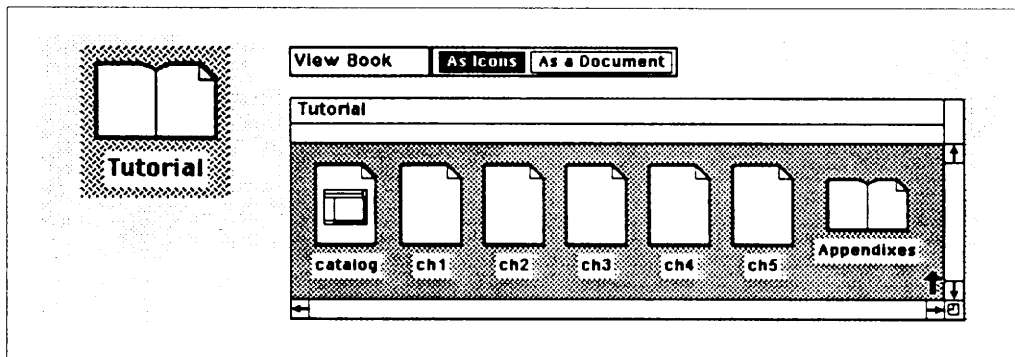 Tutorial
View Book As Icons As a Document
Tutorial
catalog ch1 ch2 ch3 ch4 ch5 Appendixes